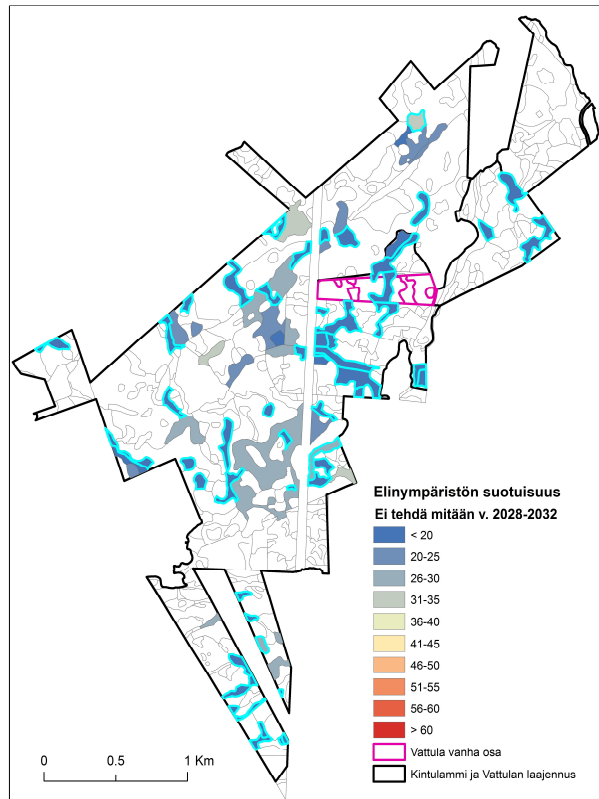 Elinympäristön suotuisuus
Ei tehdä mitään v. 2028-2032
< 20
20-25
26-30
31-35
36-40
41-45
46-50
51-55
56-60
> 60
Vattula vanha osa
Kintulammi ja Vattulan laajennus
0 0.5 1 Km